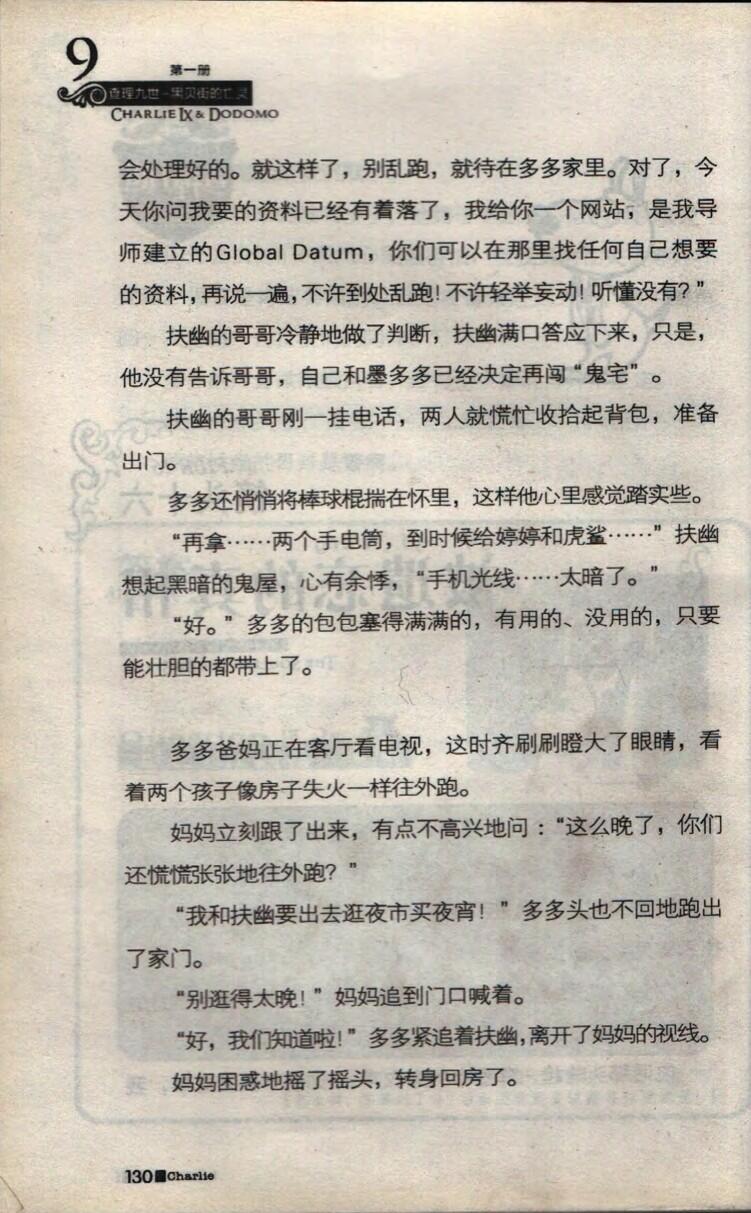 9
第一册
查理九世·黑贝街的亡灵
CHARLIE IX & DODOMO
会处理好的。就这样了，别乱跑，就待在多多家里。对了，今
天你问我要的资料已经有着落了，我给你一个网站，是我导
师建立的Global Datum，你们可以在那里找任何自己想要
的资料，再说一遍，不许到处乱跑！不许轻举妄动！听懂没有？”
扶幽的哥哥冷静地做了判断，扶幽满口答应下来，只是，
他没有告诉哥哥，自己和墨多多已经决定再闯“鬼宅”。
扶幽的哥哥刚一挂电话，两人就慌忙收拾起背包，准备
出门。
多多还悄悄将棒球棍揣在怀里，这样他心里感觉踏实些。
“再拿……两个手电筒，到时候给婷婷和虎鲨……”扶幽
想起黑暗的鬼屋，心有余悸，“手机光线……太暗了。”
“好。”多多的包包塞得满满的，有用的、没用的，只要
能壮胆的都带上了。
多多爸妈正在客厅看电视，这时齐刷刷瞪大了眼睛，看
着两个孩子像房子失火一样往外跑。
妈妈立刻跟了出来，有点不高兴地问：“这么晚了，你们
还慌慌张张地往外跑？”
“我和扶幽要出去逛夜市买夜宵！”多多头也不回地跑出
了家门。
“别逛得太晚！”妈妈追到门口喊着。
“好，我们知道啦！”多多紧追着扶幽，离开了妈妈的视线。
妈妈困惑地摇了摇头，转身回房了。
130 Charlie